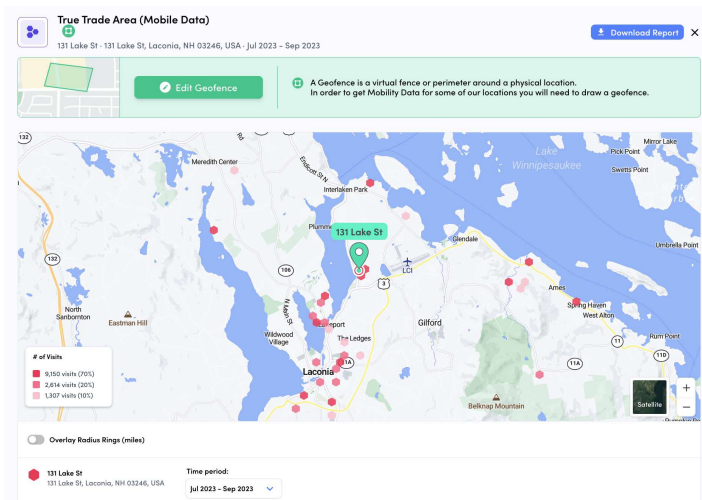 True Trade Area (Mobile Data)
131 Lake St · 131 Lake St, Laconia, NH 03246, USA · Jul 2023 - Sep 2023
Download Report
Edit Geofence
A Geofence is a virtual fence or perimeter around a physical location.
In order to get Mobility Data for some of our locations you will need to draw a geofence.
132
Rd
Mirror Lake
Lake
Winnipesaukee
Pick Point
Meredith Center
Endicott St N
Swetts Point
Interlaken Park
131 Lake St
Glendale
Umbrella Point
132
106
LCI
3
Ames
North
Sanbornton
Eastman Hill
N Main St
Spring Haven
West Alton
Gilford
Wildwood
Village
The Ledges
Rum Point
11
11D
# of Visits
9,150 visits (70%)
2,614 visits (20%)
1,307 visits (10%)
11A
Laconia
Belknap Mountain
Satellite
+
−
Overlay Radius Rings (miles)
131 Lake St
131 Lake St, Laconia, NH 03246, USA
Time period:
Jul 2023 - Sep 2023